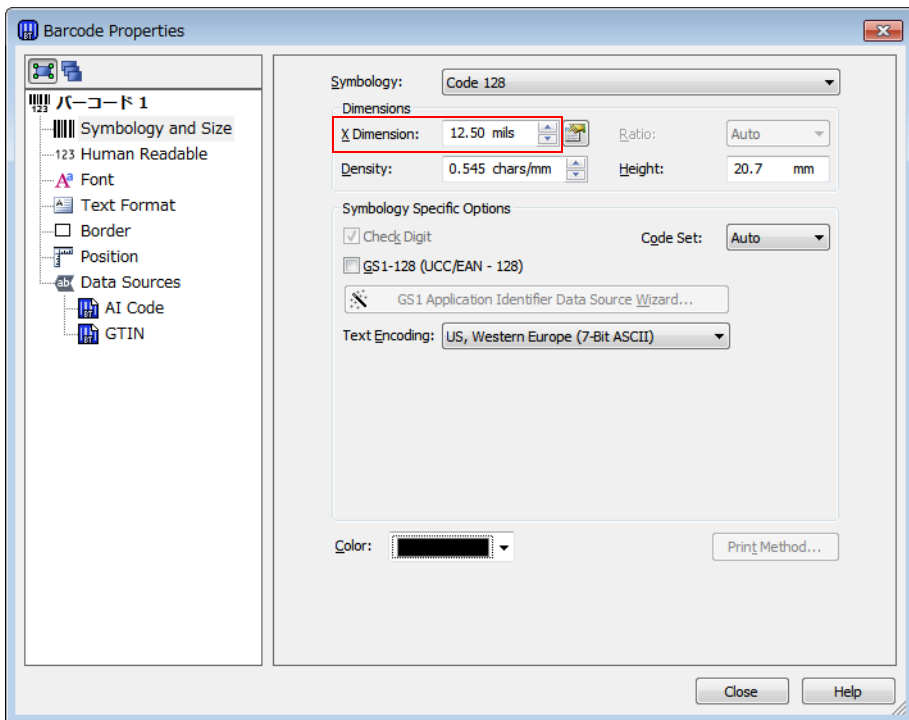 Barcode Properties
バーコード 1
Symbology and Size
123 Human Readable
Font
Text Format
Border
Position
Data Sources
AI Code
GTIN
Symbology: Code 128
Dimensions
X Dimension: 12.50 mils Ratio: Auto
Density: 0.545 chars/mm Height: 20.7 mm
Symbology Specific Options
Check Digit Code Set: Auto
GS1-128 (UCC/EAN - 128)
GS1 Application Identifier Data Source Wizard...
Text Encoding: US, Western Europe (7-Bit ASCII)
Color: Print Method...
Close Help